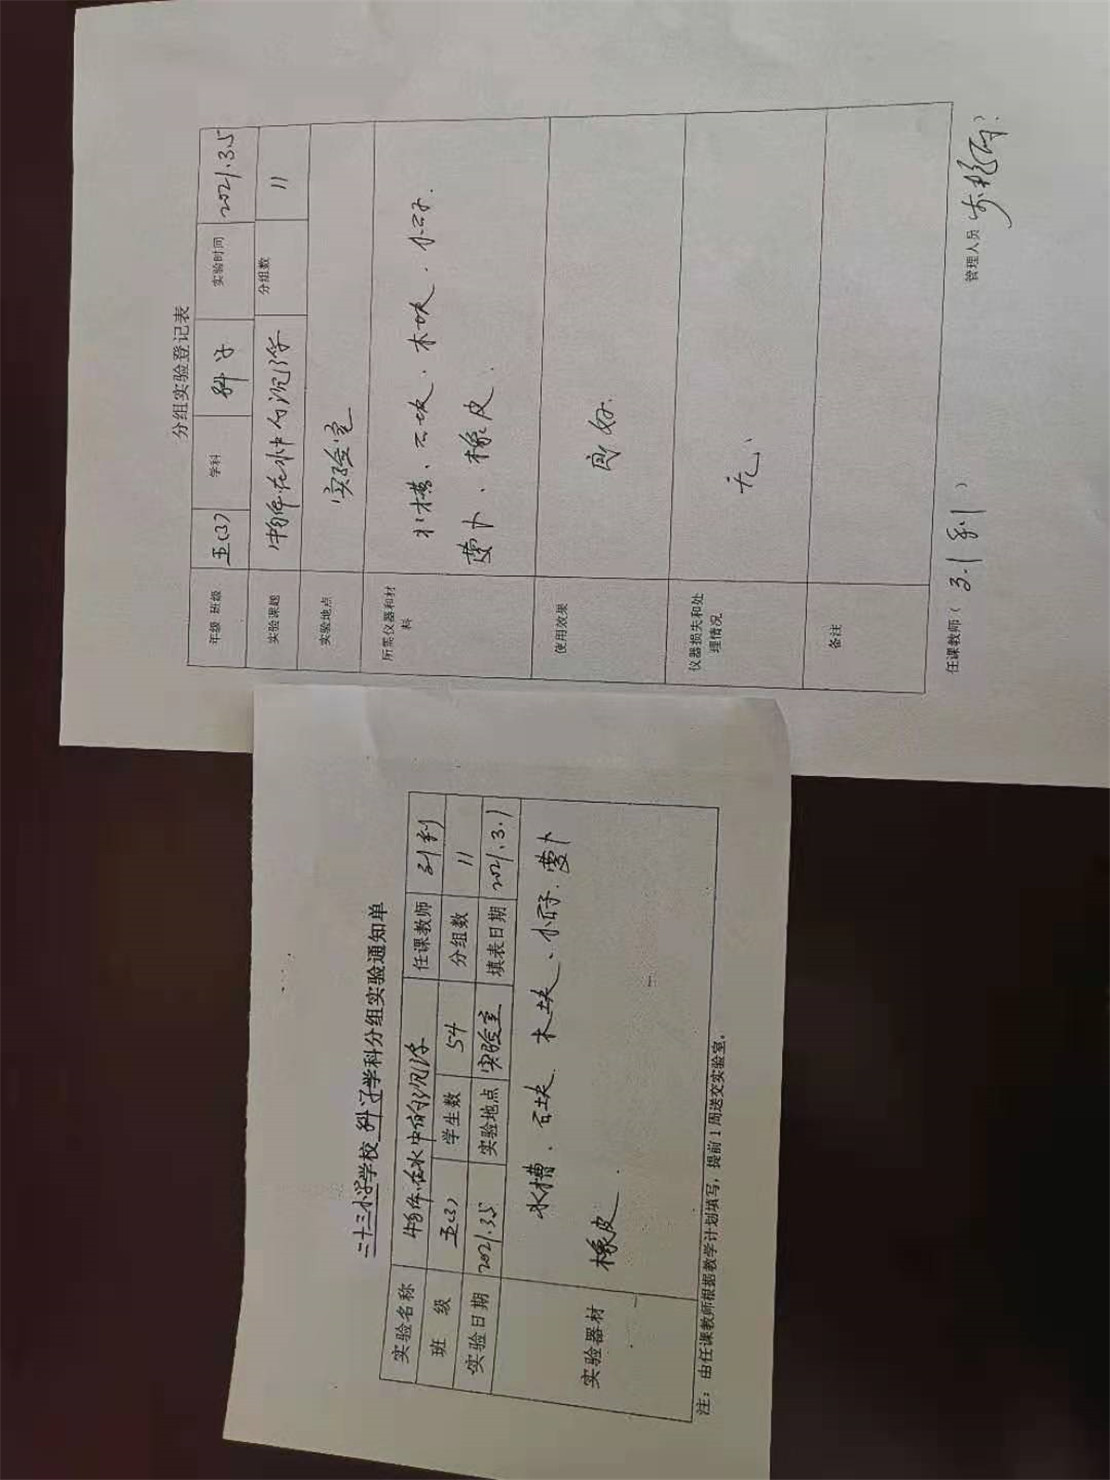 分组实验登记表
年级 班级 五(3) 学科 科学 实验时间 2021.3.5
实验课题 物体在水中的沉浮 分组数 11
实验地点 实验室
所需仪器和材料 水槽、石块、木块、小石子、
萝卜、橡皮.
使用效果 良好.
仪器损失和处理情况 无
备注
任课教师( ) 管理人员
二十三小学学校科学学科分组实验通知单
实验名称 物体在水中的沉浮 任课教师
班 级 五(3) 学生数 54 分组数 11
实验日期 2021.3.5 实验地点 实验室 填表日期 2021.3.1
实验器材 水槽、石块、木块、萝卜
橡皮.
注:由任课教师根据教学计划填写,提前1周送交实验室。